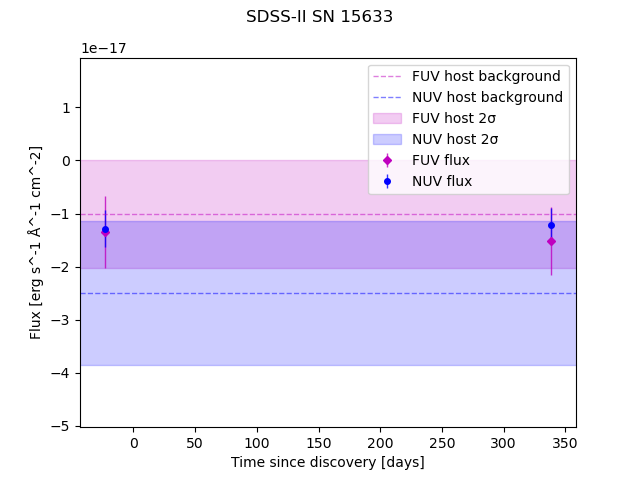 SDSS-II SN 15633
1e−17
FUV host background
NUV host background
FUV host 2σ
NUV host 2σ
FUV flux
NUV flux
1
0
−1
−2
−3
−4
−5
Flux [erg s^-1 Å^-1 cm^-2]
0 50 100 150 200 250 300 350
Time since discovery [days]